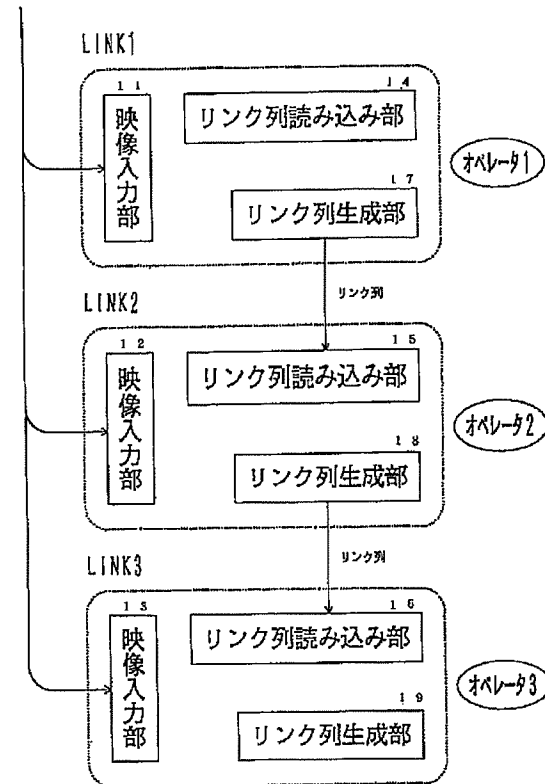 LINK1
11
映像入力部
14
リンク列読み込み部
オペレータ1
17
リンク列生成部
リンク列
LINK2
12
映像入力部
15
リンク列読み込み部
オペレータ2
18
リンク列生成部
リンク列
LINK3
13
映像入力部
16
リンク列読み込み部
オペレータ3
19
リンク列生成部